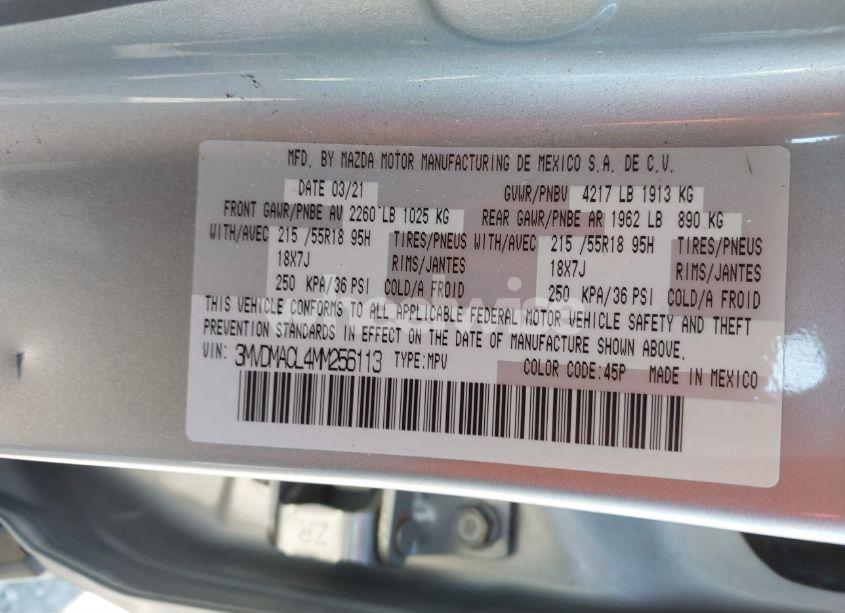 MFD. BY MAZDA MOTOR MANUFACTURING DE MEXICO S.A. DE C.V.
DATE 03/21 GVWR/PNBV 4217 LB 1913 KG
FRONT GAWR/PNBE AV 2260 LB 1025 KG REAR GAWR/PNBE AR 1962 LB 890 KG
WITH/AVEC 215 /55R18 95H TIRES/PNEUS WITH/AVEC 215 /55R18 95H TIRES/PNEUS
18X7J RIMS/JANTES 18X7J RIMS/JANTES
250 KPA/36 PSI COLD/A FROID 250 KPA/36 PSI COLD/A FROID
THIS VEHICLE CONFORMS TO ALL APPLICABLE FEDERAL MOTOR VEHICLE SAFETY AND THEFT
PREVENTION STANDARDS IN EFFECT ON THE DATE OF MANUFACTURE SHOWN ABOVE.
VIN: 3MVDMACL4MM256113 TYPE:MPV COLOR CODE:45P MADE IN MEXICO
ZR